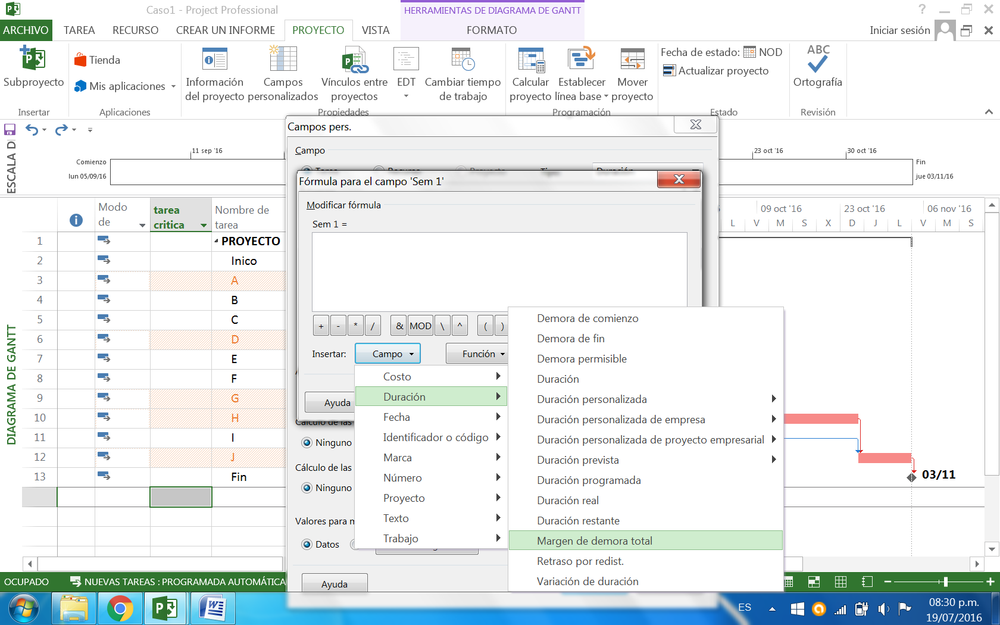 Caso1 - Project Professional
HERRAMIENTAS DE DIAGRAMA DE GANTT
?
ARCHIVO TAREA RECURSO CREAR UN INFORME PROYECTO VISTA FORMATO
Iniciar sesión
Subproyecto
Insertar
Tienda
Mis aplicaciones
Aplicaciones
Información del proyecto
Campos personalizados
Vínculos entre proyectos
EDT
Cambiar tiempo de trabajo
Propiedades
Calcular proyecto
Establecer línea base
Mover proyecto
Programación
Fecha de estado: NOD
Actualizar proyecto
Estado
ABC
Ortografía
Revisión
ESCALA D
Comienzo
lun 05/09/16
11 sep '16
23 oct '16
30 oct '16
Fin
jue 03/11/16
DIAGRAMA DE GANTT
Modo de
tarea critica
Nombre de tarea
09 oct '16 23 oct '16 06 nov '16
L V M S X D J L V M S
1 PROYECTO
2 Inico
3 A
4 B
5 C
6 D
7 E
8 F
9 G
10 H
11 I
12 J
13 Fin
03/11
Campos pers.
Campo
Tarea Recurso Proyecto Tipo Duración
Fórmula para el campo 'Sem 1'
Modificar fórmula
Sem 1 =
+ - * / & MOD \ ^ ( )
Insertar: Campo Función
Ayuda
Cálculo de las
Ninguno
Cálculo de las
Ninguno
Valores para m
Datos
Ayuda
Costo
Duración
Fecha
Identificador o código
Marca
Número
Proyecto
Texto
Trabajo
Demora de comienzo
Demora de fin
Demora permisible
Duración
Duración personalizada
Duración personalizada de empresa
Duración personalizada de proyecto empresarial
Duración prevista
Duración programada
Duración real
Duración restante
Margen de demora total
Retraso por redist.
Variación de duración
OCUPADO NUEVAS TAREAS : PROGRAMADA AUTOMÁTICA
ES
08:30 p.m.
19/07/2016